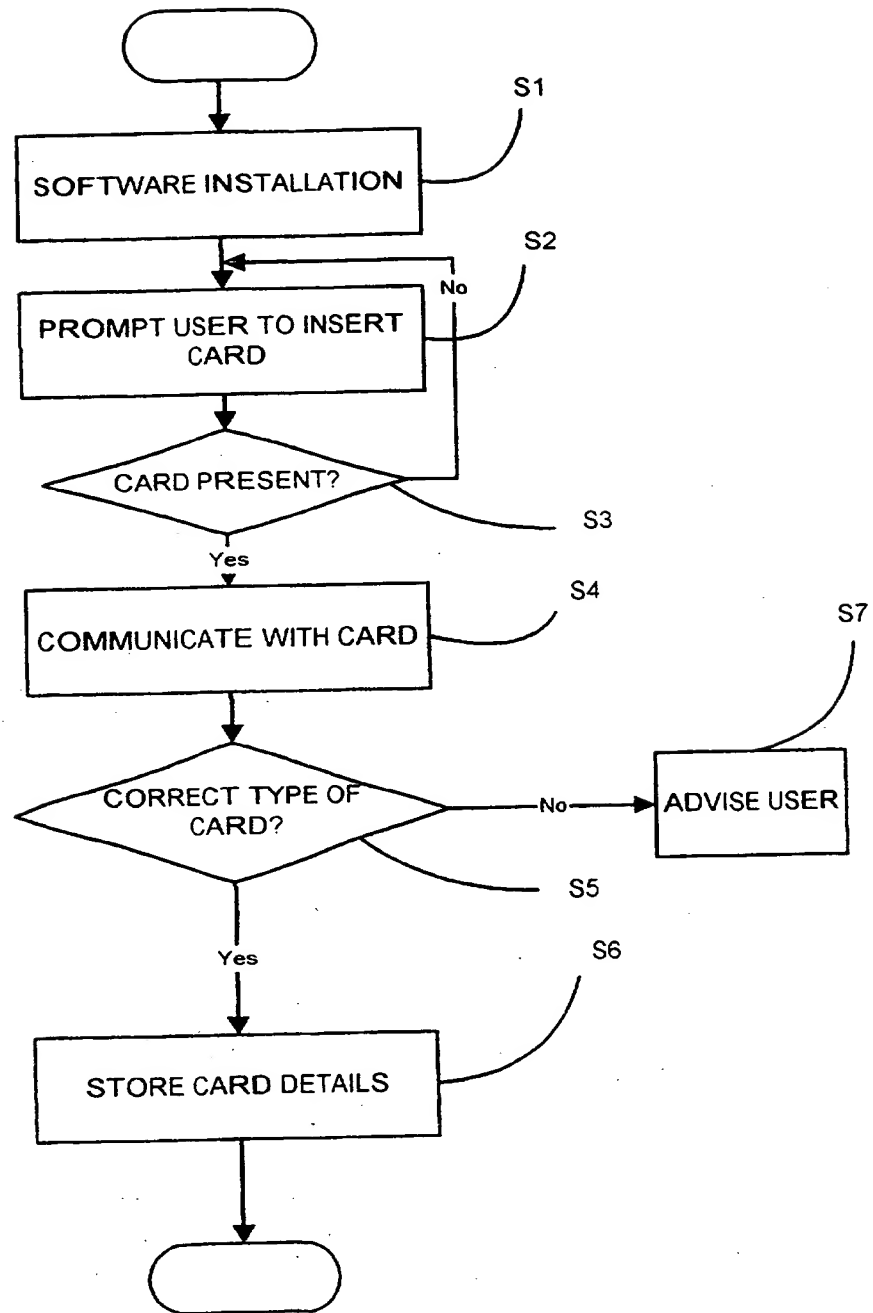 S1
SOFTWARE INSTALLATION
S2
No
PROMPT USER TO INSERT
CARD
CARD PRESENT?
S3
Yes
S4
COMMUNICATE WITH CARD
S7
CORRECT TYPE OF
CARD?
No
ADVISE USER
S5
Yes
S6
STORE CARD DETAILS